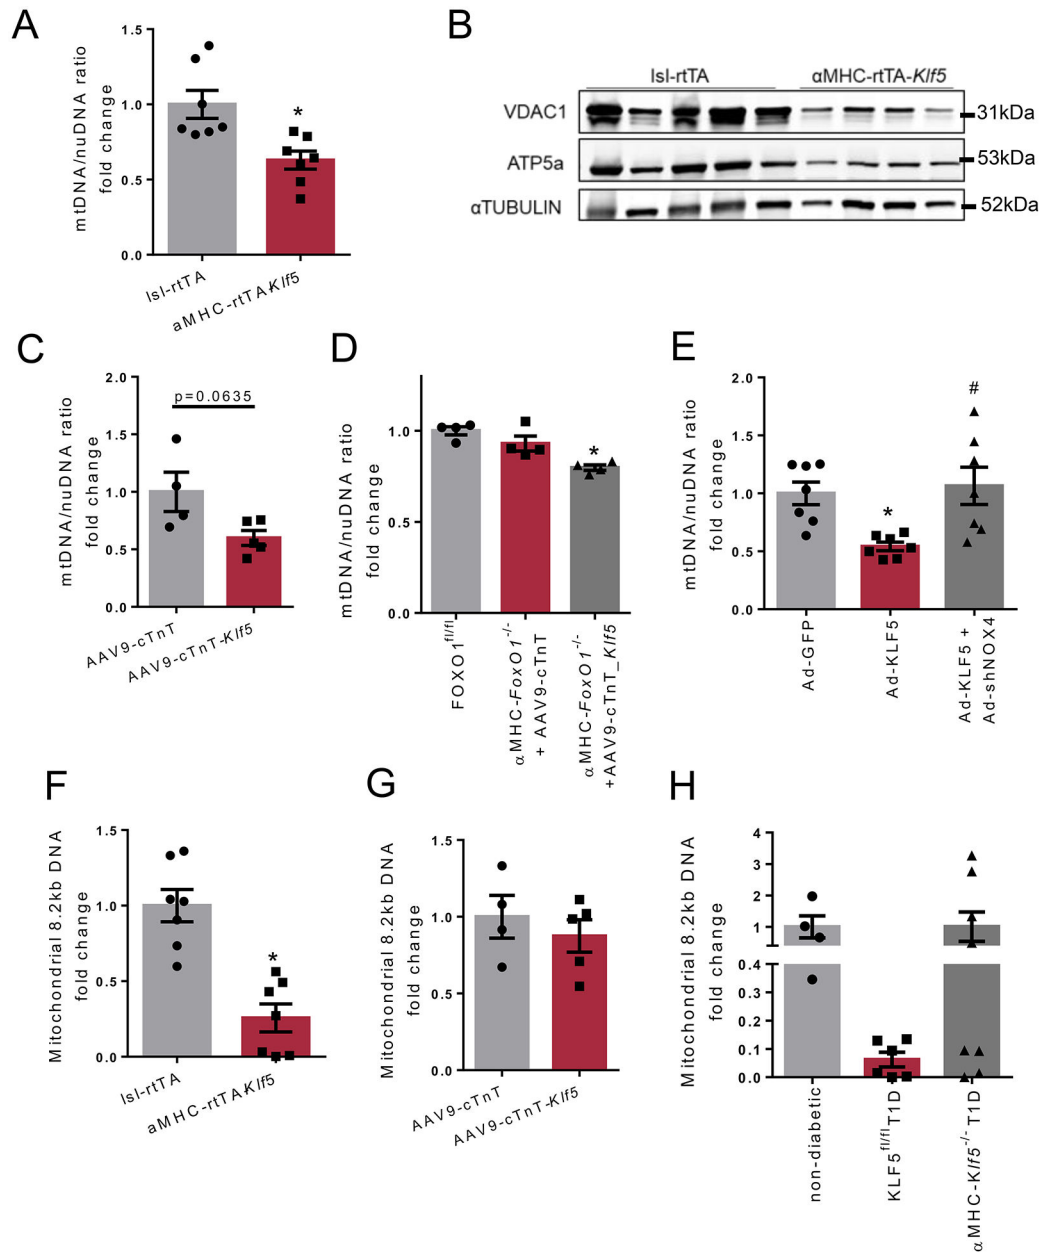 A
mtDNA/nuDNA ratio
fold change
1.5
1.0
0.5
0.0
*
lsl-rtTA
aMHC-rtTA-Klf5
B
lsl-rtTA
αMHC-rtTA-Klf5
VDAC1
31kDa
ATP5a
53kDa
αTUBULIN
52kDa
C
mtDNA/nuDNA ratio
fold change
2.0
1.5
1.0
0.5
0.0
p=0.0635
AAV9-cTnT
AAV9-cTnT-Klf5
D
mtDNA/nuDNA ratio
fold change
1.0
0.5
0.0
*
FOXO1fl/fl
αMHC-FoxO1-/-
+ AAV9-cTnT
αMHC-FoxO1-/-
+AAV9-cTnT_Klf5
E
mtDNA/nuDNA ratio
fold change
2.0
1.5
1.0
0.5
0.0
*
#
Ad-GFP
Ad-KLF5
Ad-KLF5 +
Ad-shNOX4
F
Mitochondrial 8.2kb DNA
fold change
1.5
1.0
0.5
0.0
*
lsl-rtTA
aMHC-rtTA-Klf5
G
Mitochondrial 8.2kb DNA
fold change
1.5
1.0
0.5
0.0
AAV9-cTnT
AAV9-cTnT-Klf5
H
Mitochondrial 8.2kb DNA
fold change
4
3
2
1
0.4
0.3
0.2
0.1
0.0
non-diabetic
KLF5fl/fl T1D
αMHC-Klf5-/- T1D